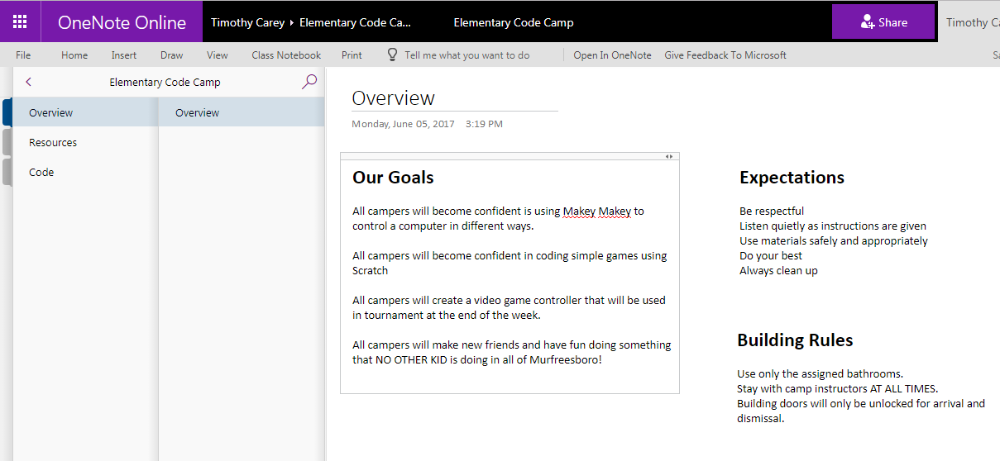 OneNote Online
Timothy Carey
Elementary Code Ca...
Elementary Code Camp
Share
Timothy Ca
File
Home
Insert
Draw
View
Class Notebook
Print
Tell me what you want to do
Open In OneNote
Give Feedback To Microsoft
Sa
Elementary Code Camp
Overview
Resources
Code
Overview
Overview
Monday, June 05, 2017 3:19 PM
Our Goals
All campers will become confident is using Makey Makey to
control a computer in different ways.
All campers will become confident in coding simple games using
Scratch
All campers will create a video game controller that will be used
in tournament at the end of the week.
All campers will make new friends and have fun doing something
that NO OTHER KID is doing in all of Murfreesboro!
Expectations
Be respectful
Listen quietly as instructions are given
Use materials safely and appropriately
Do your best
Always clean up
Building Rules
Use only the assigned bathrooms.
Stay with camp instructors AT ALL TIMES.
Building doors will only be unlocked for arrival and
dismissal.